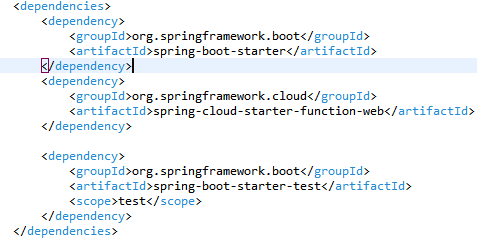 <dependencies>
<dependency>
<groupId>org.springframework.boot</groupId>
<artifactId>spring-boot-starter</artifactId>
</dependency>
<dependency>
<groupId>org.springframework.cloud</groupId>
<artifactId>spring-cloud-starter-function-web</artifactId>
</dependency>
<dependency>
<groupId>org.springframework.boot</groupId>
<artifactId>spring-boot-starter-test</artifactId>
<scope>test</scope>
</dependency>
</dependencies>